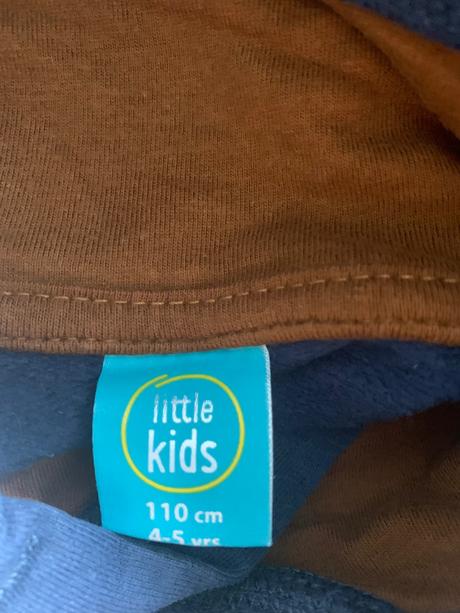 little
kids
110 cm
4-5 yrs